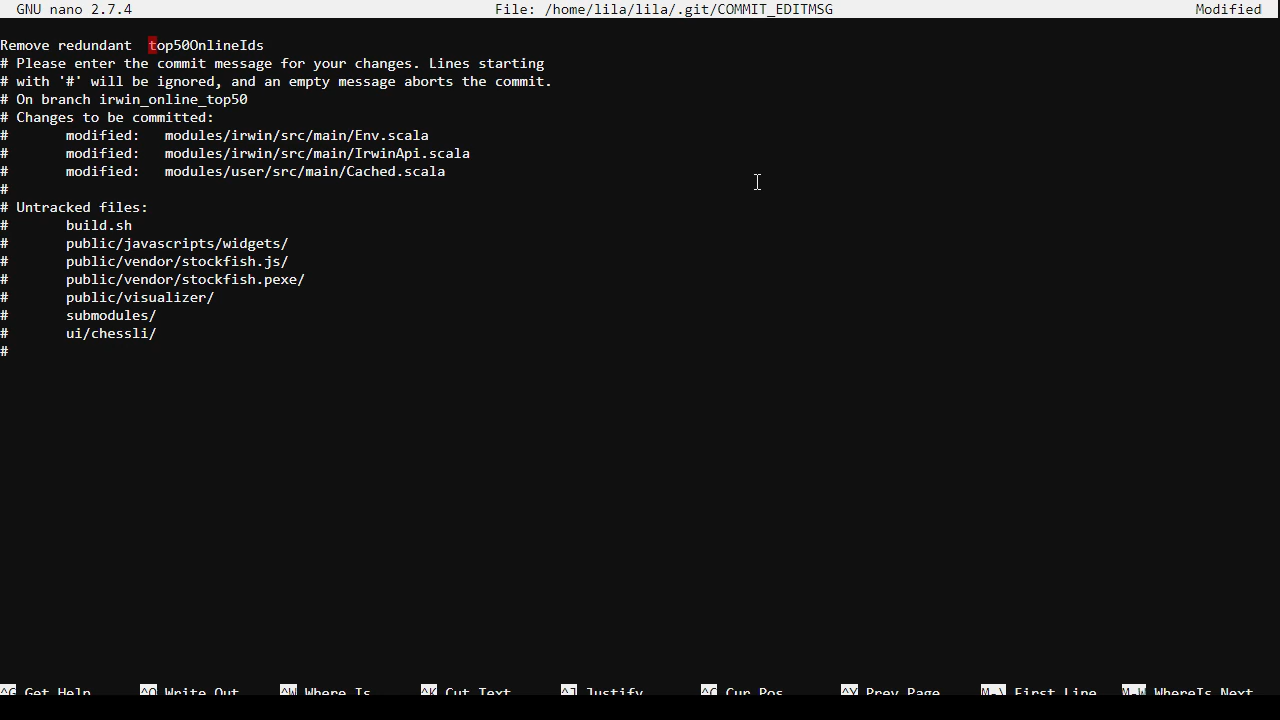 GNU nano 2.7.4 File: /home/lila/lila/.git/COMMIT_EDITMSG Modified
Remove redundant  top50OnlineIds
# Please enter the commit message for your changes. Lines starting
# with '#' will be ignored, and an empty message aborts the commit.
# On branch irwin_online_top50
# Changes to be committed:
#       modified:   modules/irwin/src/main/Env.scala
#       modified:   modules/irwin/src/main/IrwinApi.scala
#       modified:   modules/user/src/main/Cached.scala
#
# Untracked files:
#       build.sh
#       public/javascripts/widgets/
#       public/vendor/stockfish.js/
#       public/vendor/stockfish.pexe/
#       public/visualizer/
#       submodules/
#       ui/chessli/
#
^G Get Help ^O Write Out ^W Where Is ^K Cut Text ^J Justify ^C Cur Pos ^Y Prev Page M-\ First Line M-W WhereIs Next